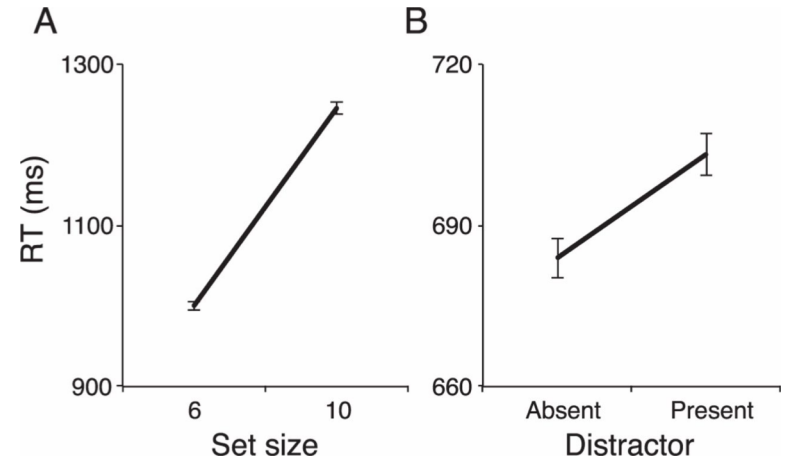 A
B
1300
1100
900
RT (ms)
6
10
Set size
720
690
660
Absent
Present
Distractor